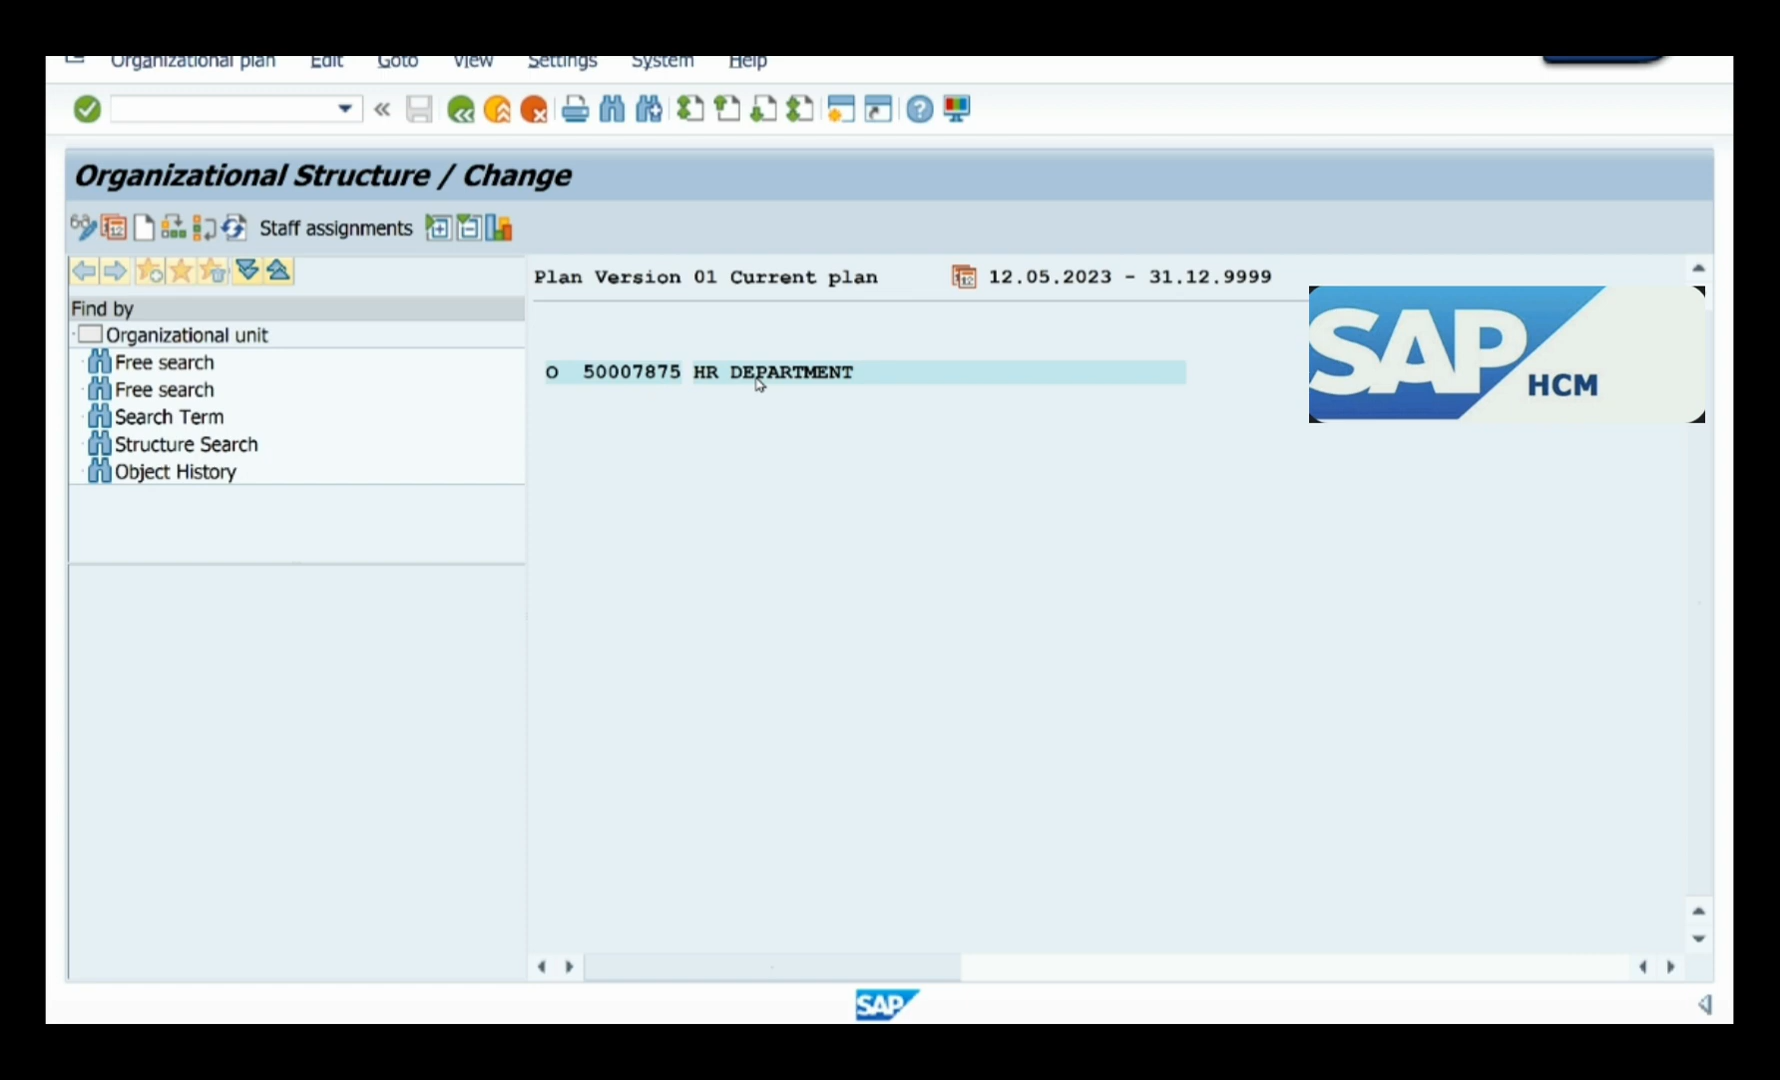 Organizational plan Edit Goto View Settings System Help
Organizational Structure / Change
Staff assignments
Find by
Organizational unit
Free search
Free search
Search Term
Structure Search
Object History
Plan Version 01 Current plan 12.05.2023 - 31.12.9999
O 50007875 HR DEPARTMENT
SAP HCM
SAP